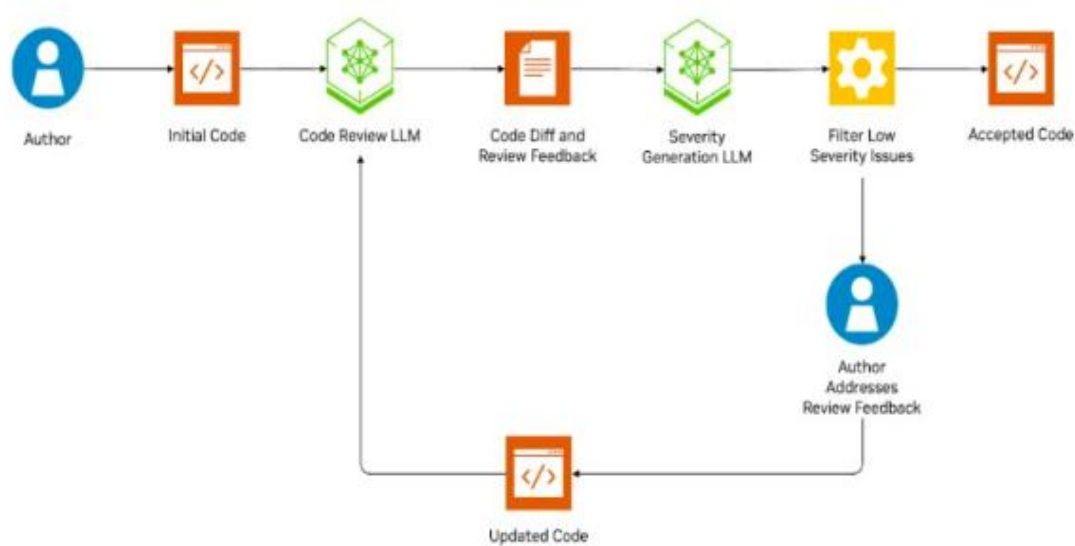 </>
</>
Author
Initial Code
Code Review LLM
Code Diff and
Review Feedback
Severity
Generation LLM
Filter Low
Severity Issues
Accepted Code
Author
Addresses
Review Feedback
</>
Updated Code